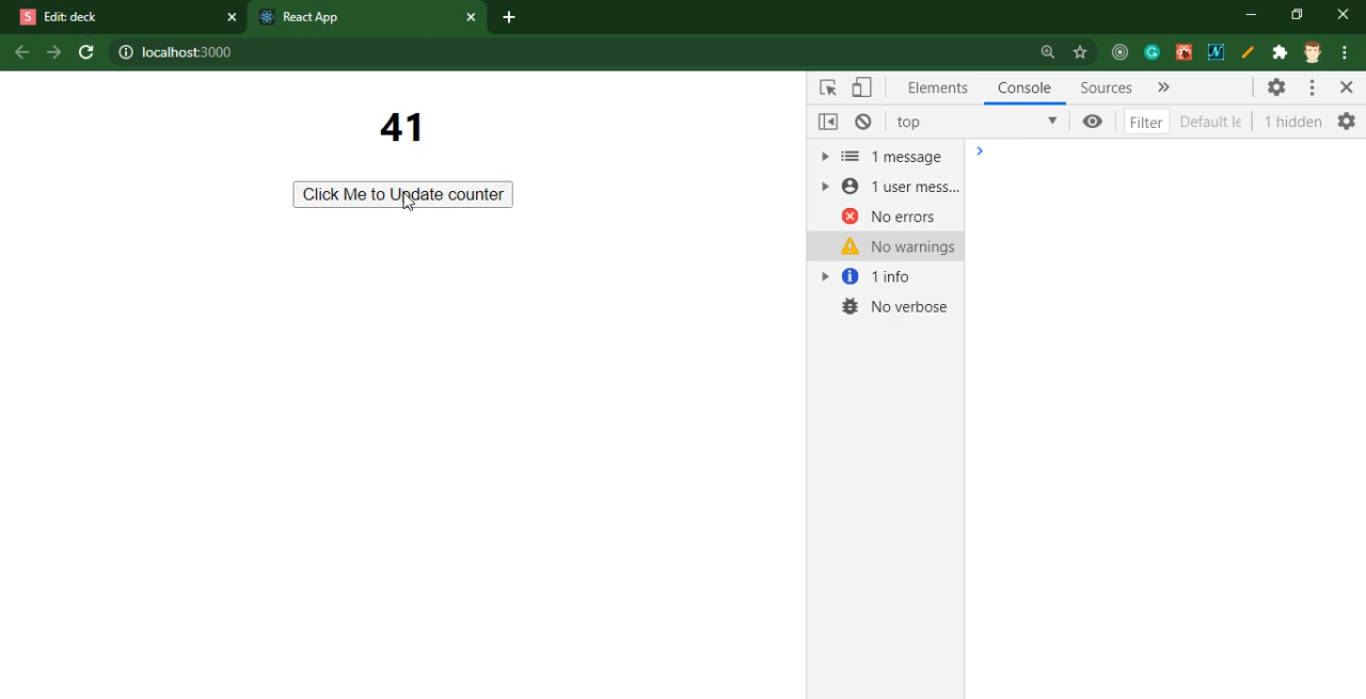 Edit: deck
React App
localhost:3000
41
Click Me to Update counter
Elements
Console
Sources
top
Filter
Default le
1 hidden
1 message
1 user mess...
No errors
No warnings
1 info
No verbose